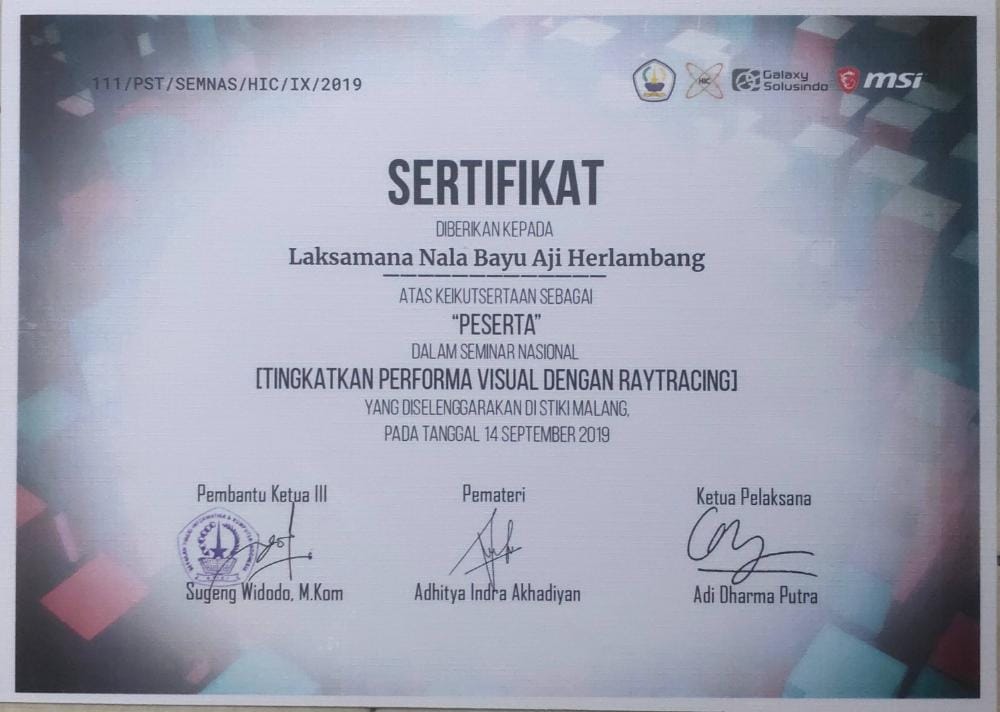 111/PST/SEMNAS/HIC/IX/2019
HIC
Galaxy
Solusindo
msi
SERTIFIKAT
DIBERIKAN KEPADA
Laksamana Nala Bayu Aji Herlambang
ATAS KEIKUTSERTAAN SEBAGAI
“PESERTA”
DALAM SEMINAR NASIONAL
[TINGKATKAN PERFORMA VISUAL DENGAN RAYTRACING]
YANG DISELENGGARAKAN DI STIKI MALANG,
PADA TANGGAL 14 SEPTEMBER 2019
Pembantu Ketua III
Pemateri
Ketua Pelaksana
Sugeng Widodo, M.Kom
Adhitya Indra Akhadiyan
Adi Dharma Putra